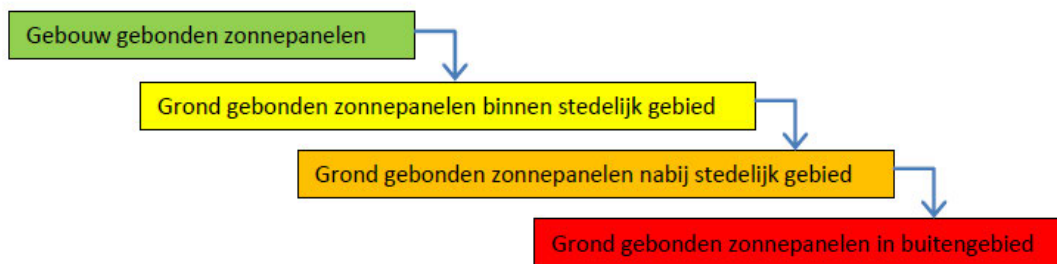 Gebouw gebonden zonnepanelen
Grond gebonden zonnepanelen binnen stedelijk gebied
Grond gebonden zonnepanelen nabij stedelijk gebied
Grond gebonden zonnepanelen in buitengebied